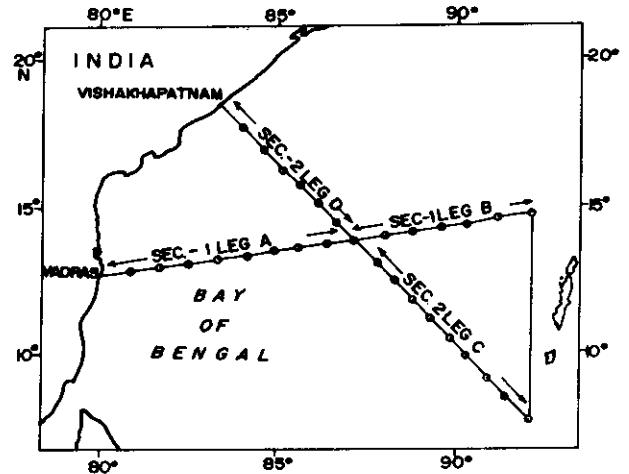 80°E 85° 90°
20°
N
20°
INDIA
VISHAKHAPATNAM
SEC.-2 LEG D
15°
15°
SEC.-1 LEG A
SEC-1 LEG B
MADRAS
BAY
OF
BENGAL
SEC. 2 LEG C
10°
10°
80° 85° 90°